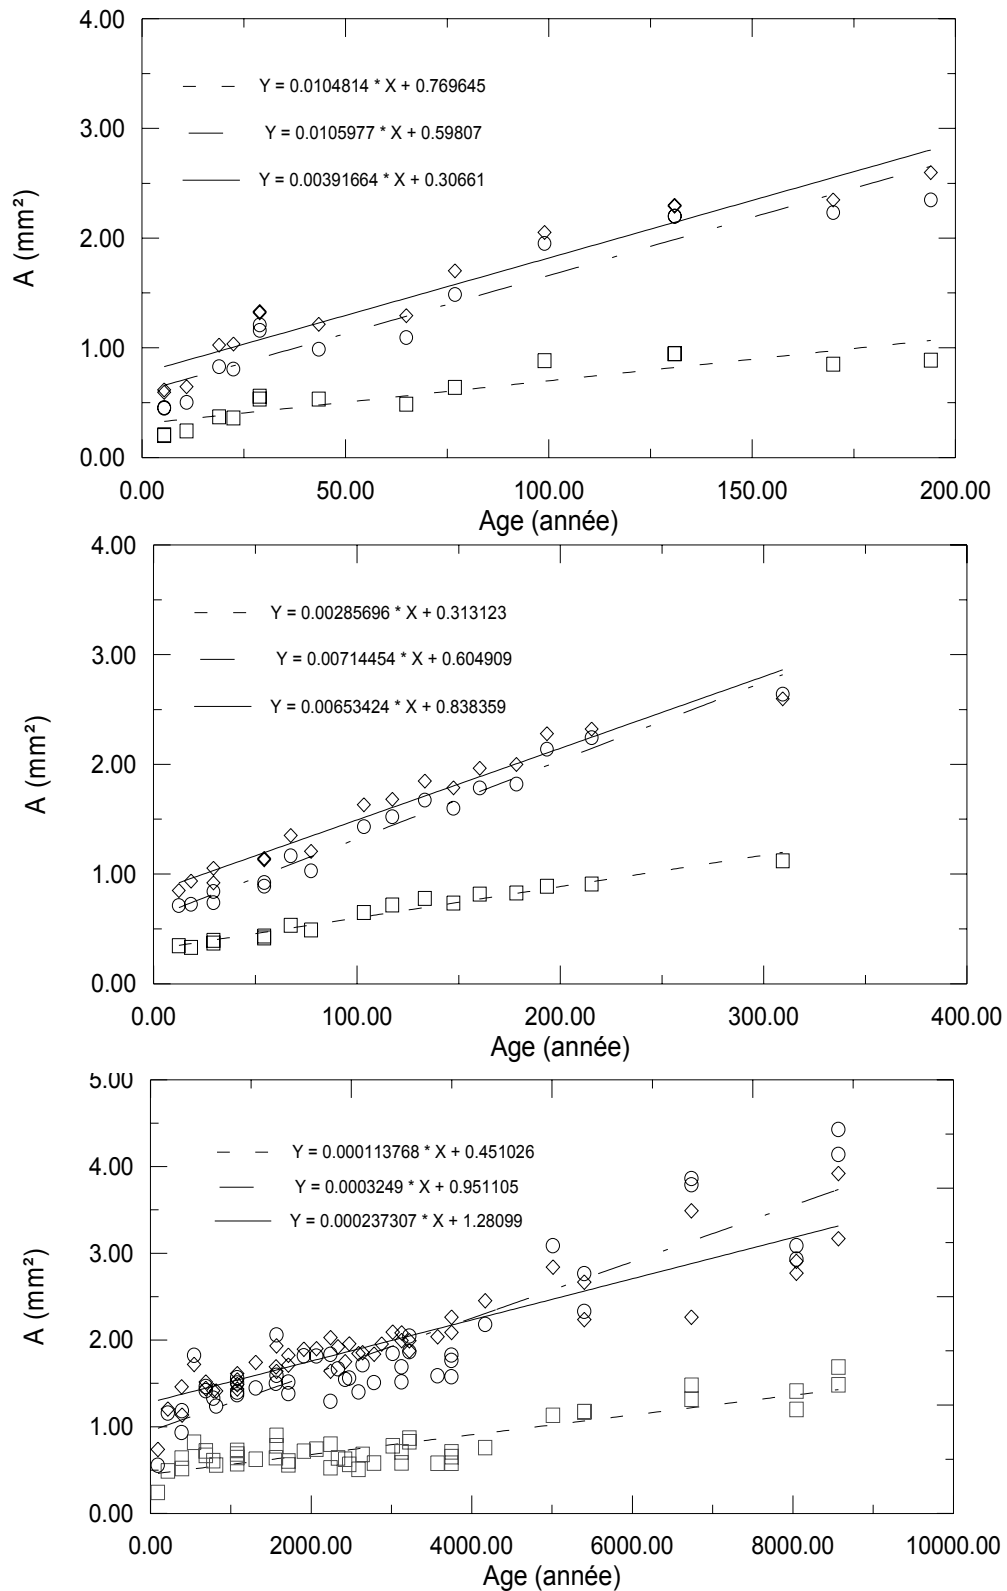 4.00
Y = 0.0104814 * X + 0.769645
3.00
Y = 0.0105977 * X + 0.59807
Y = 0.00391664 * X + 0.30661
A (mm²)
2.00
1.00
0.00
0.00 50.00 100.00 150.00 200.00
Age (année)
4.00
Y = 0.00285696 * X + 0.313123
3.00
Y = 0.00714454 * X + 0.604909
Y = 0.00653424 * X + 0.838359
A (mm²)
2.00
1.00
0.00
0.00 100.00 200.00 300.00 400.00
Age (année)
5.00
Y = 0.000113768 * X + 0.451026
4.00
Y = 0.0003249 * X + 0.951105
Y = 0.000237307 * X + 1.28099
3.00
A (mm²)
2.00
1.00
0.00
0.00 2000.00 4000.00 6000.00 8000.00 10000.00
Age (année)